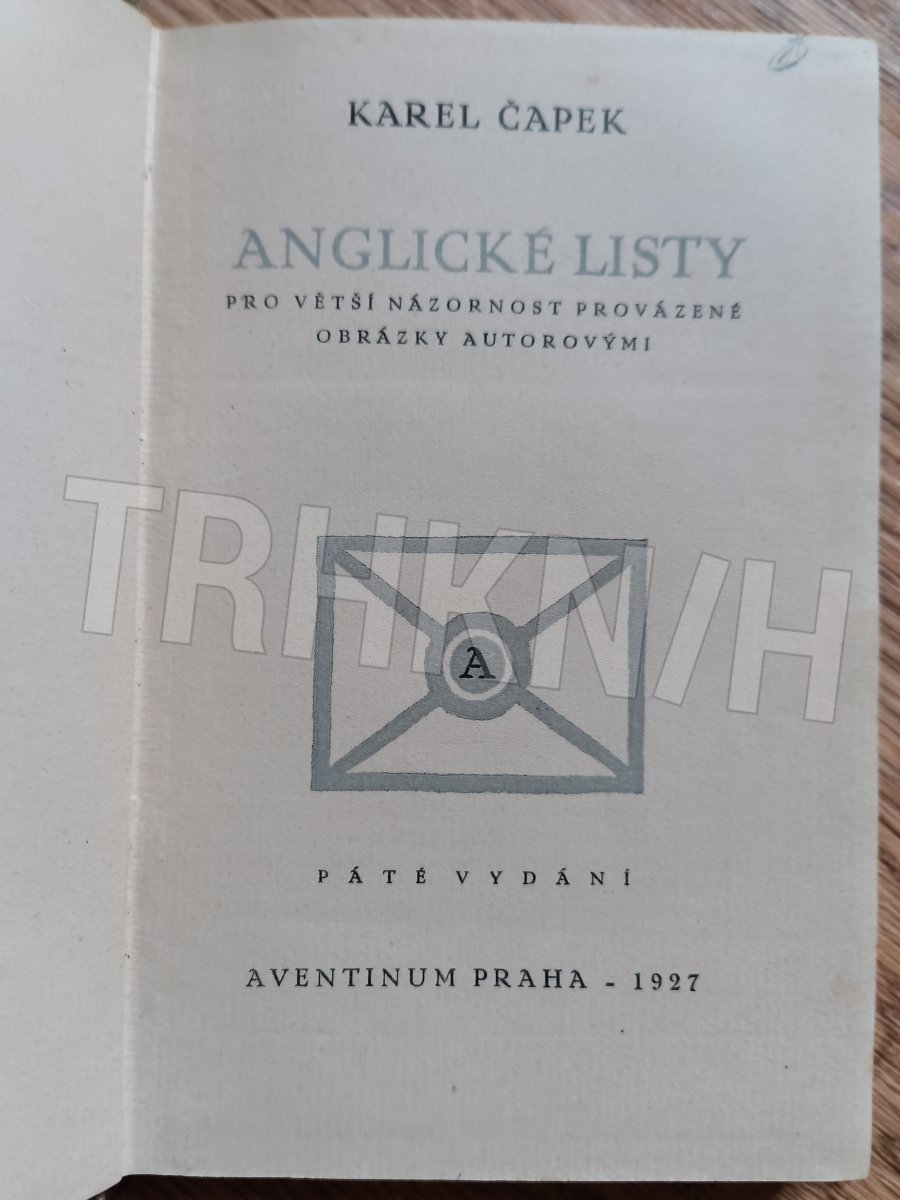 KAREL ČAPEK
ANGLICKÉ LISTY
PRO VĚTŠÍ NÁZORNOST PROVÁZENÉ
OBRÁZKY AUTOROVÝMI
TRHKNIH
A
PÁTÉ VYDÁNÍ
AVENTINUM PRAHA - 1927